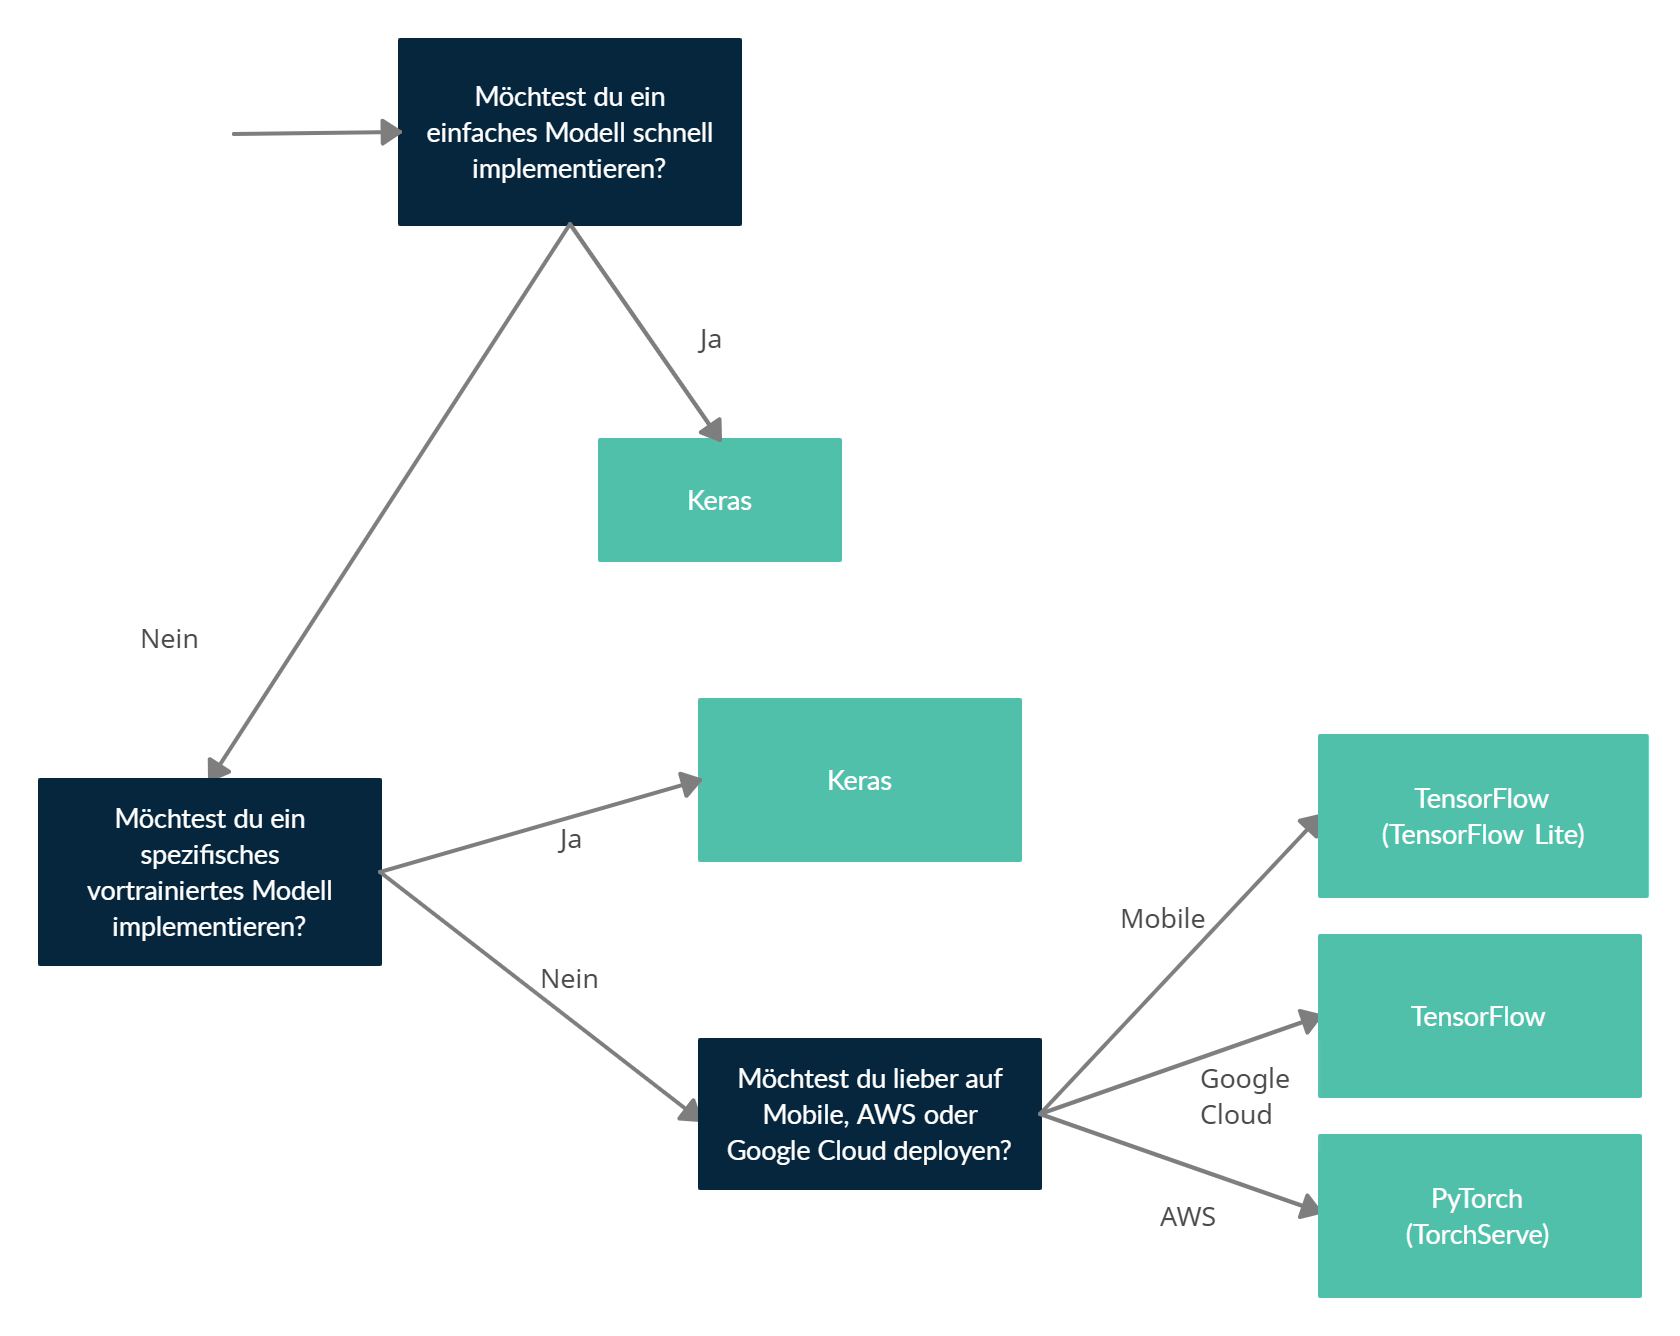 Möchtest du ein
einfaches Modell schnell
implementieren?
Ja
Keras
Nein
Möchtest du ein
spezifisches
vortrainiertes Modell
implementieren?
Ja
Keras
Nein
Möchtest du lieber auf
Mobile, AWS oder
Google Cloud deployen?
Mobile
TensorFlow
(TensorFlow Lite)
Google
Cloud
TensorFlow
AWS
PyTorch
(TorchServe)